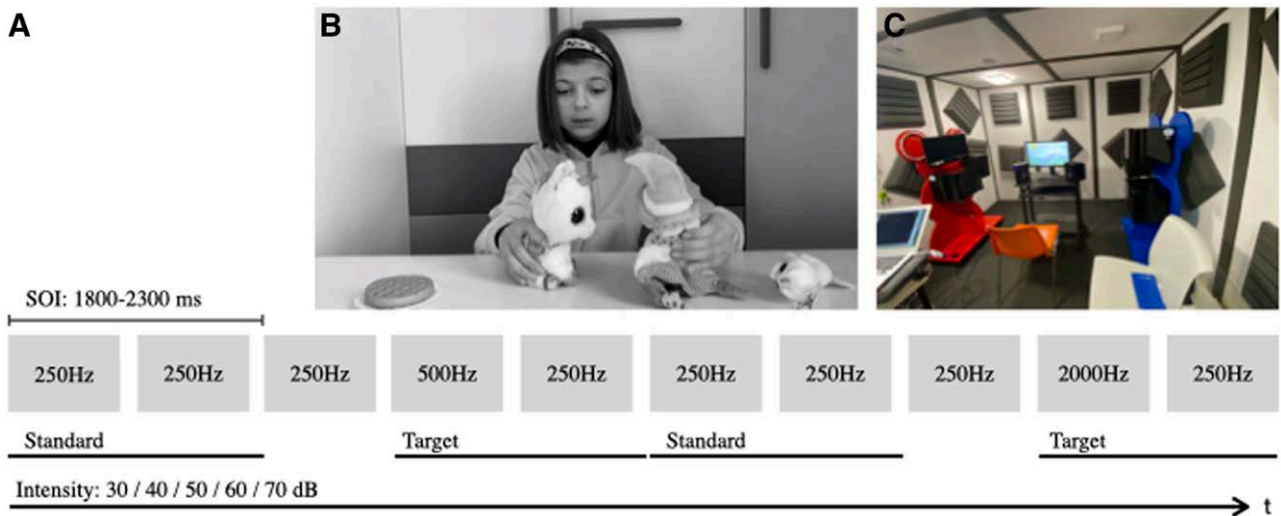 A
B
C
SOI: 1800-2300 ms
250Hz 250Hz 250Hz 500Hz 250Hz 250Hz 250Hz 250Hz 2000Hz 250Hz
Standard Target Standard Target
Intensity: 30 / 40 / 50 / 60 / 70 dB
t